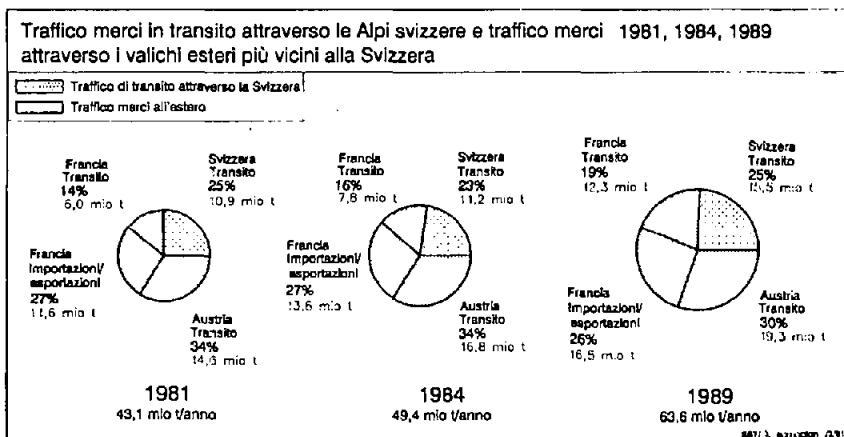 Traffico merci in transito attraverso le Alpi svizzere e traffico merci 1981, 1984, 1989
attraverso i valichi esteri più vicini alla Svizzera
Traffico di transito attraverso la Svizzera
Traffico merci all'estero
Francia
Transito
14%
6,0 mio t
Svizzera
Transito
25%
10,9 mio t
Francia
Importazioni/
esportazioni
27%
11,6 mio t
Austria
Transito
34%
14,6 mio t
1981
43,1 mio t/anno
Francia
Transito
16%
7,8 mio t
Svizzera
Transito
23%
11,2 mio t
Francia
Importazioni/
esportazioni
27%
13,6 mio t
Austria
Transito
34%
16,8 mio t
1984
49,4 mio t/anno
Francia
Transito
19%
12,3 mio t
Svizzera
Transito
25%
15,5 mio t
Francia
Importazioni/
esportazioni
26%
16,5 mio t
Austria
Transito
30%
19,3 mio t
1989
63,6 mio t/anno